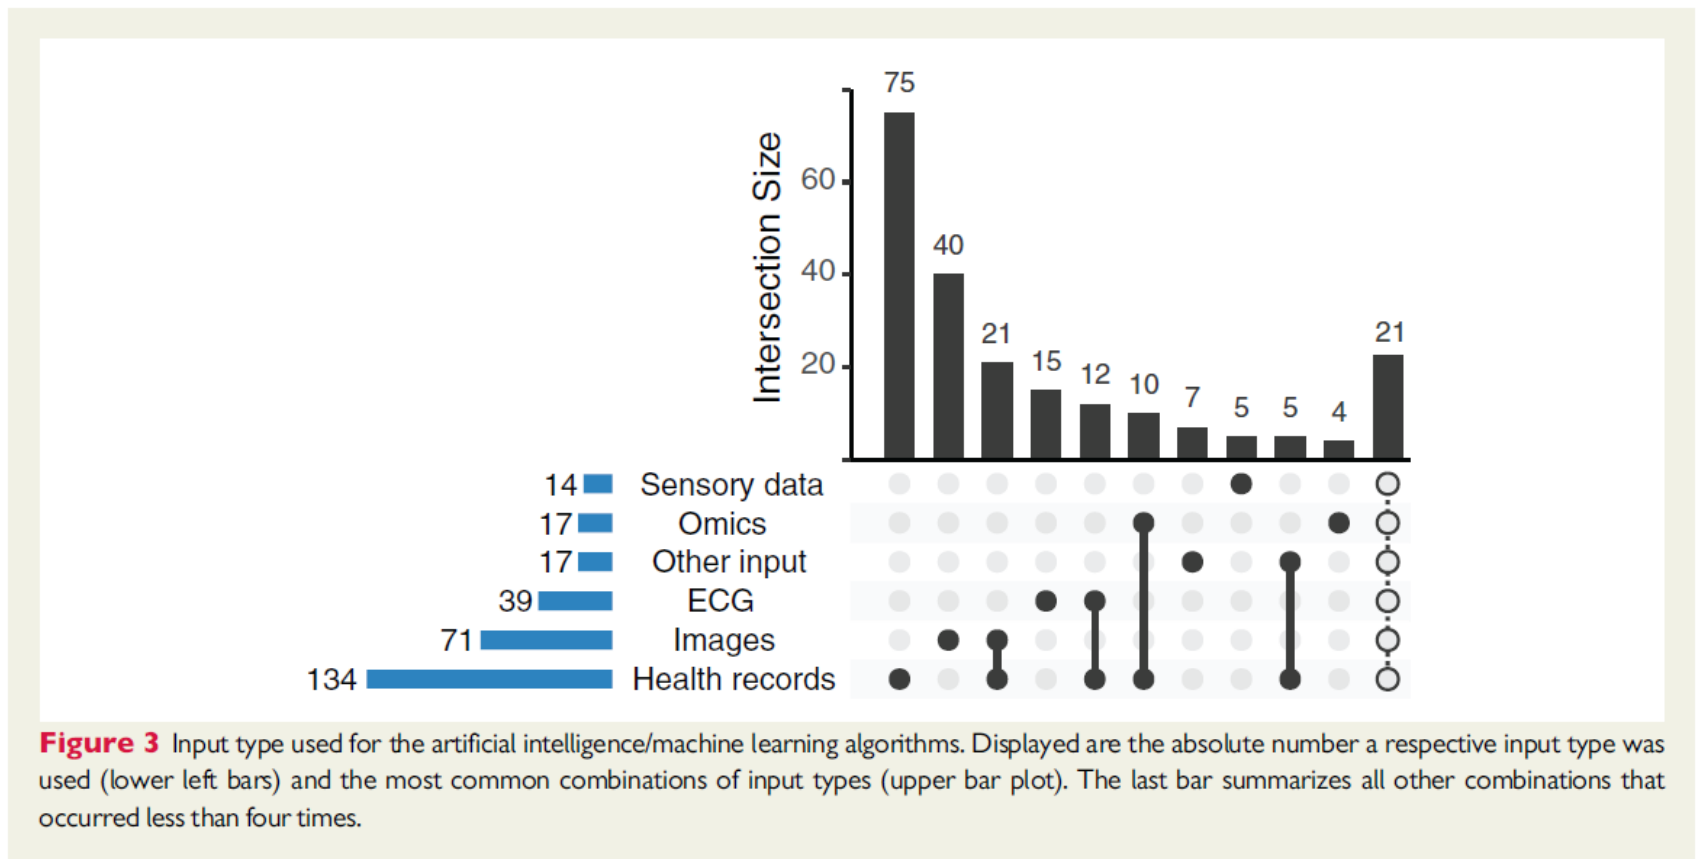 75
40
21
15
12
10
7
5
5
4
21
Intersection Size
60
40
20
14 Sensory data
17 Omics
17 Other input
39 ECG
71 Images
134 Health records
Figure 3 Input type used for the artificial intelligence/machine learning algorithms. Displayed are the absolute number a respective input type was
used (lower left bars) and the most common combinations of input types (upper bar plot). The last bar summarizes all other combinations that
occurred less than four times.